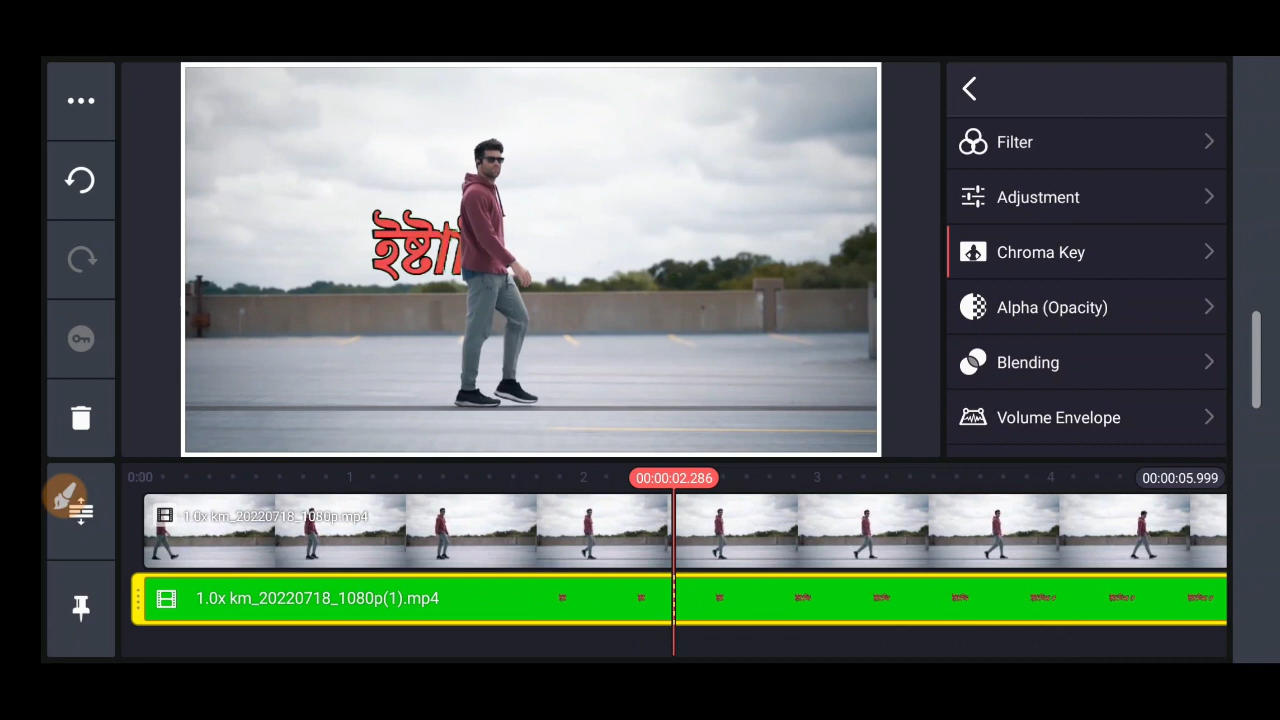 Filter
Adjustment
Chroma Key
Alpha (Opacity)
Blending
Volume Envelope
ইষ্টা
0:00 1 2 00:00:02.286 3 4 00:00:05.999
1.0x km_20220718_1080p.mp4
1.0x km_20220718_1080p(1).mp4